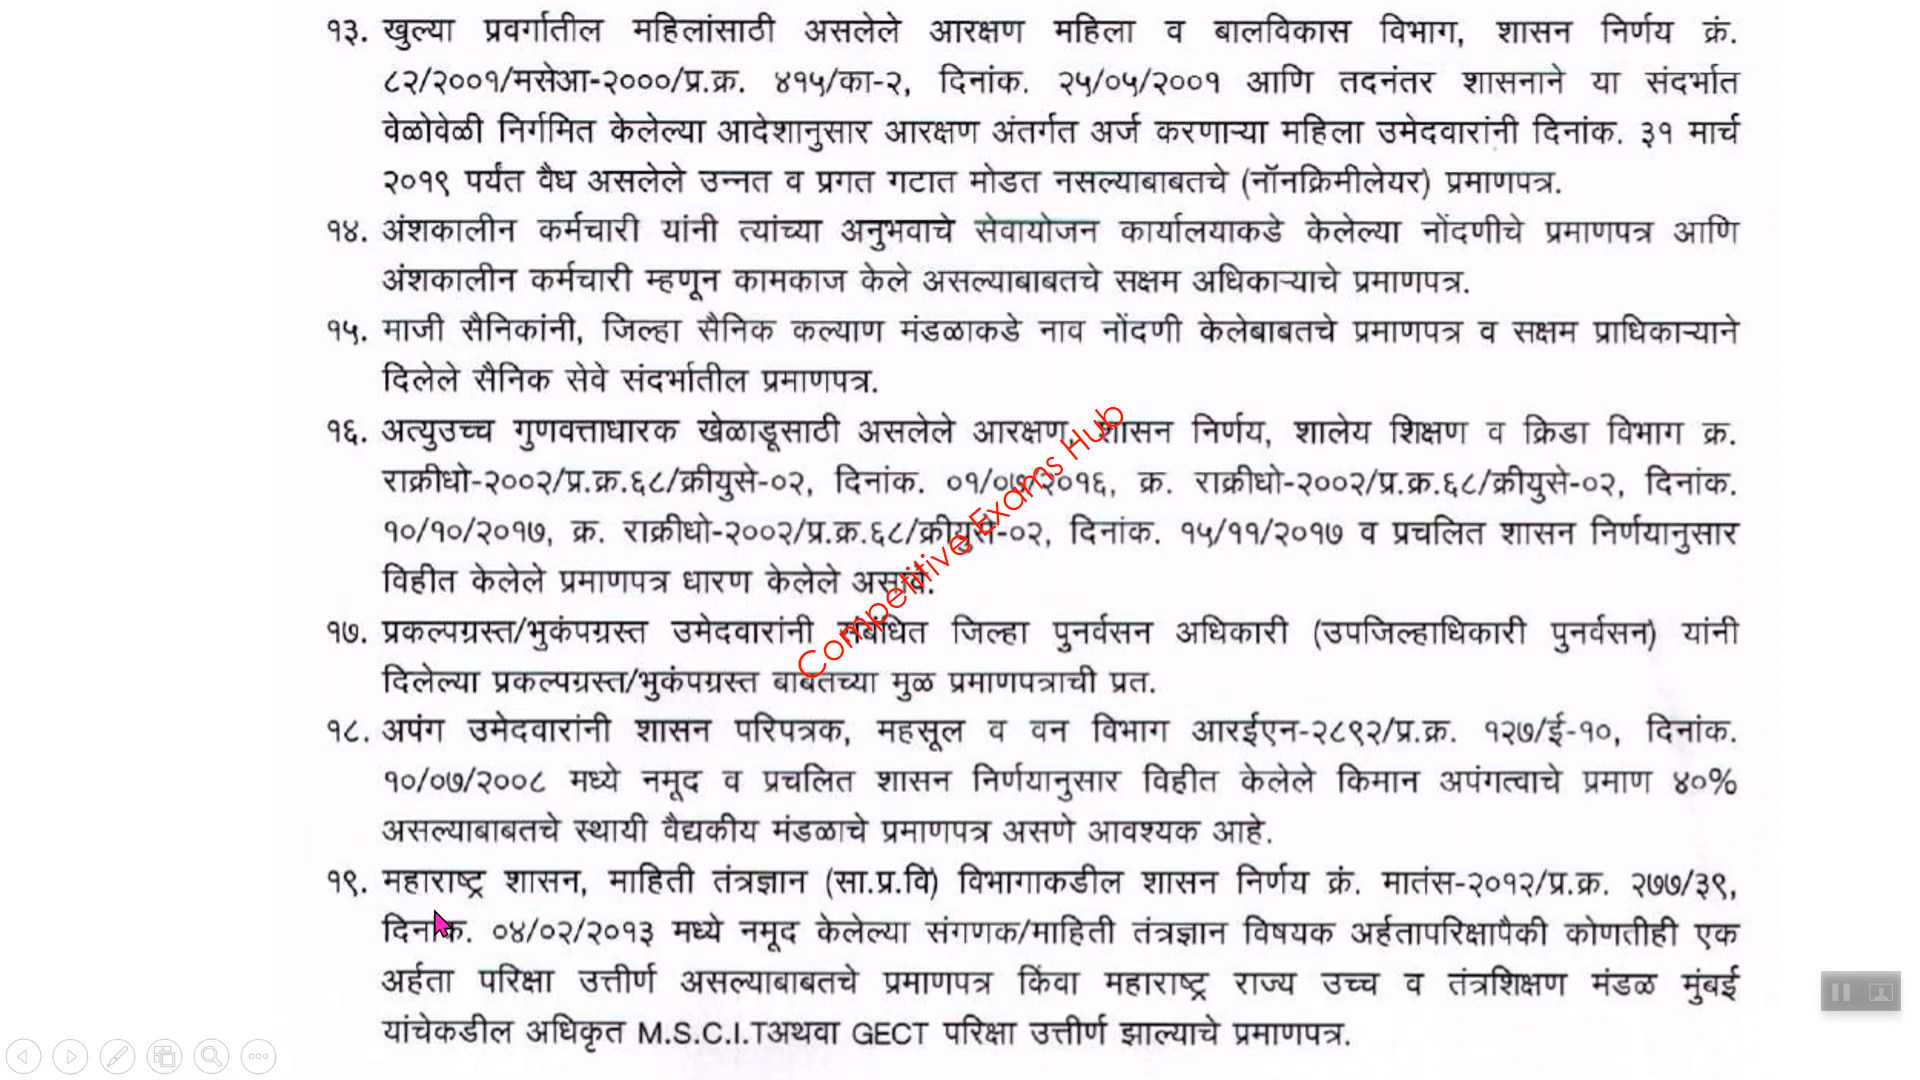 १३. खुल्या प्रवर्गातील महिलांसाठी असलेले आरक्षण महिला व बालविकास विभाग, शासन निर्णय क्रं.
८२/२००१/मसेआ-२०००/प्र.क्र. ४१५/का-२, दिनांक. २५/०५/२००१ आणि तदनंतर शासनाने या संदर्भात
वेळोवेळी निर्गमित केलेल्या आदेशानुसार आरक्षण अंतर्गत अर्ज करणाऱ्या महिला उमेदवारांनी दिनांक. ३१ मार्च
२०१९ पर्यंत वैध असलेले उन्नत व प्रगत गटात मोडत नसल्याबाबतचे (नॉनक्रिमीलेयर) प्रमाणपत्र.
१४. अंशकालीन कर्मचारी यांनी त्यांच्या अनुभवाचे सेवायोजन कार्यालयाकडे केलेल्या नोंदणीचे प्रमाणपत्र आणि
अंशकालीन कर्मचारी म्हणून कामकाज केले असल्याबाबतचे सक्षम अधिकाऱ्याचे प्रमाणपत्र.
१५. माजी सैनिकांनी, जिल्हा सैनिक कल्याण मंडळाकडे नाव नोंदणी केलेबाबतचे प्रमाणपत्र व सक्षम प्राधिकाऱ्याने
दिलेले सैनिक सेवे संदर्भातील प्रमाणपत्र.
१६. अत्युउच्च गुणवत्ताधारक खेळाडूसाठी असलेले आरक्षण, शासन निर्णय, शालेय शिक्षण व क्रिडा विभाग क्र.
राक्रीधो-२००२/प्र.क्र.६८/क्रीयुसे-०२, दिनांक. ०१/०७/२०१६, क्र. राक्रीधो-२००२/प्र.क्र.६८/क्रीयुसे-०२, दिनांक.
१०/१०/२०१७, क्र. राक्रीधो-२००२/प्र.क्र.६८/क्रीयुसे-०२, दिनांक. १५/११/२०१७ व प्रचलित शासन निर्णयानुसार
विहीत केलेले प्रमाणपत्र धारण केलेले असावे.
१७. प्रकल्पग्रस्त/भुकंपग्रस्त उमेदवारांनी संबंधित जिल्हा पुनर्वसन अधिकारी (उपजिल्हाधिकारी पुनर्वसन) यांनी
दिलेल्या प्रकल्पग्रस्त/भुकंपग्रस्त बाबतच्या मुळ प्रमाणपत्राची प्रत.
१८. अपंग उमेदवारांनी शासन परिपत्रक, महसूल व वन विभाग आरईएन-२८९२/प्र.क्र. १२७/ई-१०, दिनांक.
१०/०७/२००८ मध्ये नमूद व प्रचलित शासन निर्णयानुसार विहीत केलेले किमान अपंगत्वाचे प्रमाण ४०%
असल्याबाबतचे स्थायी वैद्यकीय मंडळाचे प्रमाणपत्र असणे आवश्यक आहे.
१९. महाराष्ट्र शासन, माहिती तंत्रज्ञान (सा.प्र.वि) विभागाकडील शासन निर्णय क्रं. मातंस-२०१२/प्र.क्र. २७७/३९,
दिनांक. ०४/०२/२०१३ मध्ये नमूद केलेल्या संगणक/माहिती तंत्रज्ञान विषयक अर्हतापरिक्षापैकी कोणतीही एक
अर्हता परिक्षा उत्तीर्ण असल्याबाबतचे प्रमाणपत्र किंवा महाराष्ट्र राज्य उच्च व तंत्रशिक्षण मंडळ मुंबई
यांचेकडील अधिकृत M.S.C.I.Tअथवा GECT परिक्षा उत्तीर्ण झाल्याचे प्रमाणपत्र.
Competitive Exams Hub